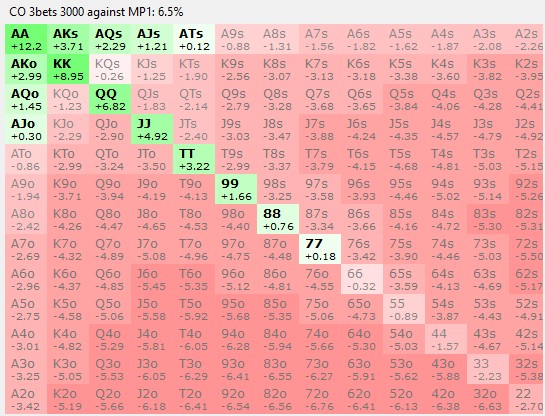 CO 3bets 3000 against MP1: 6.5%
AA AKs AQs AJs ATs A9s A8s A7s A6s A5s A4s A3s A2s
+12.2 +3.71 +2.29 +1.21 +0.12 -0.88 -1.31 -1.56 -1.82 -1.62 -1.87 -2.08 -2.26
AKo KK KQs KJs KTs K9s K8s K7s K6s K5s K4s K3s K2s
+2.99 +8.95 -0.26 -1.25 -1.90 -2.56 -3.07 -3.13 -3.18 -3.38 -3.60 -3.82 -3.95
AQo KQo QQ QJs QTs Q9s Q8s Q7s Q6s Q5s Q4s Q3s Q2s
+1.45 -1.23 +6.82 -1.83 -2.14 -2.79 -3.28 -3.68 -3.65 -3.84 -4.06 -4.28 -4.41
AJo KJo QJo JJ JTs J9s J8s J7s J6s J5s J4s J3s J2s
+0.30 -2.29 -2.90 +4.92 -2.40 -3.03 -3.47 -3.88 -4.24 -4.35 -4.57 -4.79 -4.92
ATo KTo QTo JTo TT T9s T8s T7s T6s T5s T4s T3s T2s
-0.86 -2.99 -3.24 -3.50 +3.22 -2.99 -3.37 -3.79 -4.15 -4.68 -4.81 -5.03 -5.15
A9o K9o Q9o J9o T9o 99 98s 97s 96s 95s 94s 93s 92s
-1.94 -3.71 -3.94 -4.19 -4.13 +1.66 -3.25 -3.58 -3.93 -4.46 -5.02 -5.14 -5.26
A8o K8o Q8o J8o T8o 98o 88 87s 86s 85s 84s 83s 82s
-2.42 -4.26 -4.47 -4.65 -4.53 -4.40 +0.76 -3.34 -3.66 -4.16 -4.72 -5.30 -5.31
A7o K7o Q7o J7o T7o 97o 87o 77 76s 75s 74s 73s 72s
-2.69 -4.32 -4.89 -5.08 -4.96 -4.75 -4.48 +0.18 -3.42 -3.90 -4.46 -5.03 -5.50
A6o K6o Q6o J6o T6o 96o 86o 76o 66 65s 64s 63s 62s
-2.96 -4.37 -4.85 -5.45 -5.35 -5.12 -4.81 -4.55 -0.32 -3.59 -4.13 -4.69 -5.17
A5o K5o Q5o J5o T5o 95o 85o 75o 65o 55 54s 53s 52s
-2.75 -4.58 -5.06 -5.58 -5.92 -5.68 -5.35 -5.06 -4.73 -0.89 -3.87 -4.43 -4.91
A4o K4o Q4o J4o T4o 94o 84o 74o 64o 54o 44 43s 42s
-3.01 -4.82 -5.29 -5.81 -6.05 -6.28 -5.94 -5.66 -5.30 -5.03 -1.57 -4.67 -5.14
A3o K3o Q3o J3o T3o 93o 83o 73o 63o 53o 43o 33 32s
-3.25 -5.05 -5.53 -6.05 -6.29 -6.41 -6.55 -6.27 -5.91 -5.62 -5.88 -2.23 -5.38
A2o K2o Q2o J2o T2o 92o 82o 72o 62o 52o 42o 32o 22
-3.42 -5.19 -5.66 -6.18 -6.41 -6.54 -6.56 -6.76 -6.41 -6.13 -6.38 -6.63 -2.70